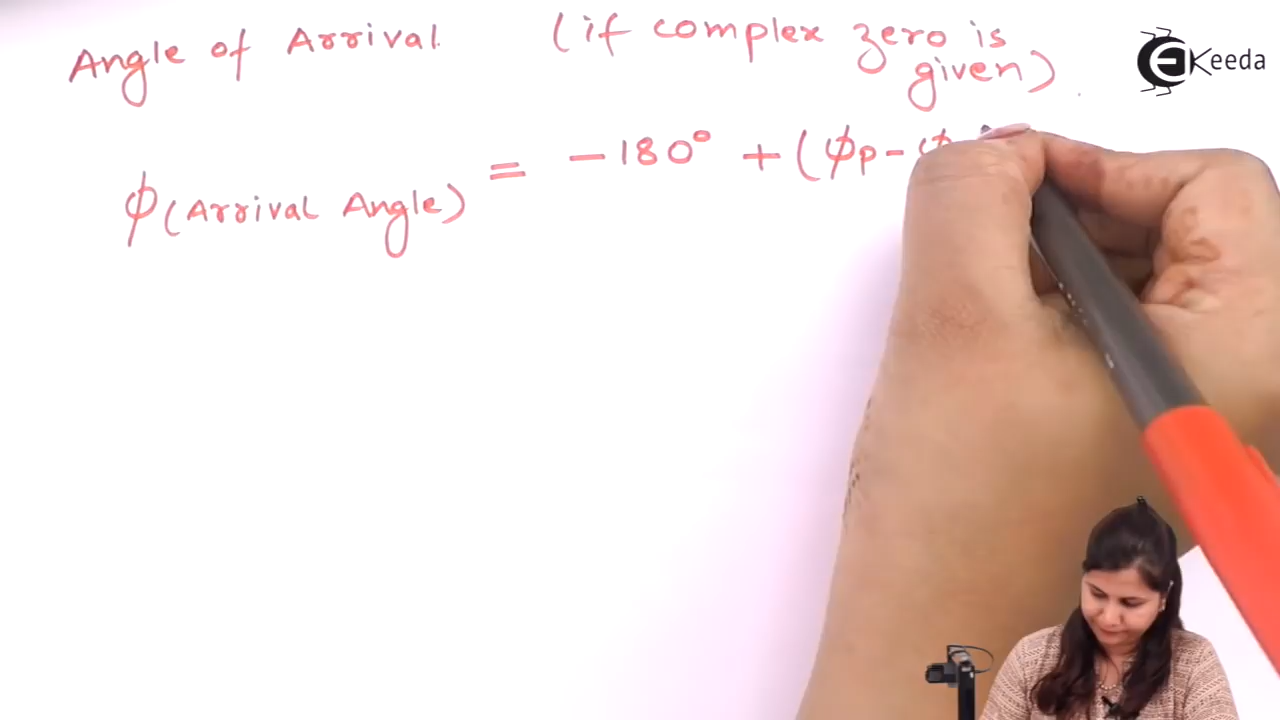 Angle of Arrival (if complex zero is
given)
EKeeda
ϕ(Arrival Angle) = -180° + (ϕp - ϕ